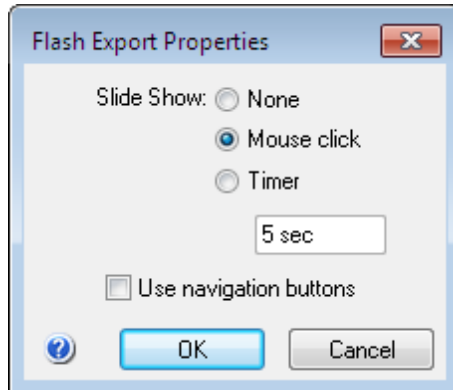 Flash Export Properties
Slide Show: None
Mouse click
Timer
5 sec
Use navigation buttons
? OK Cancel